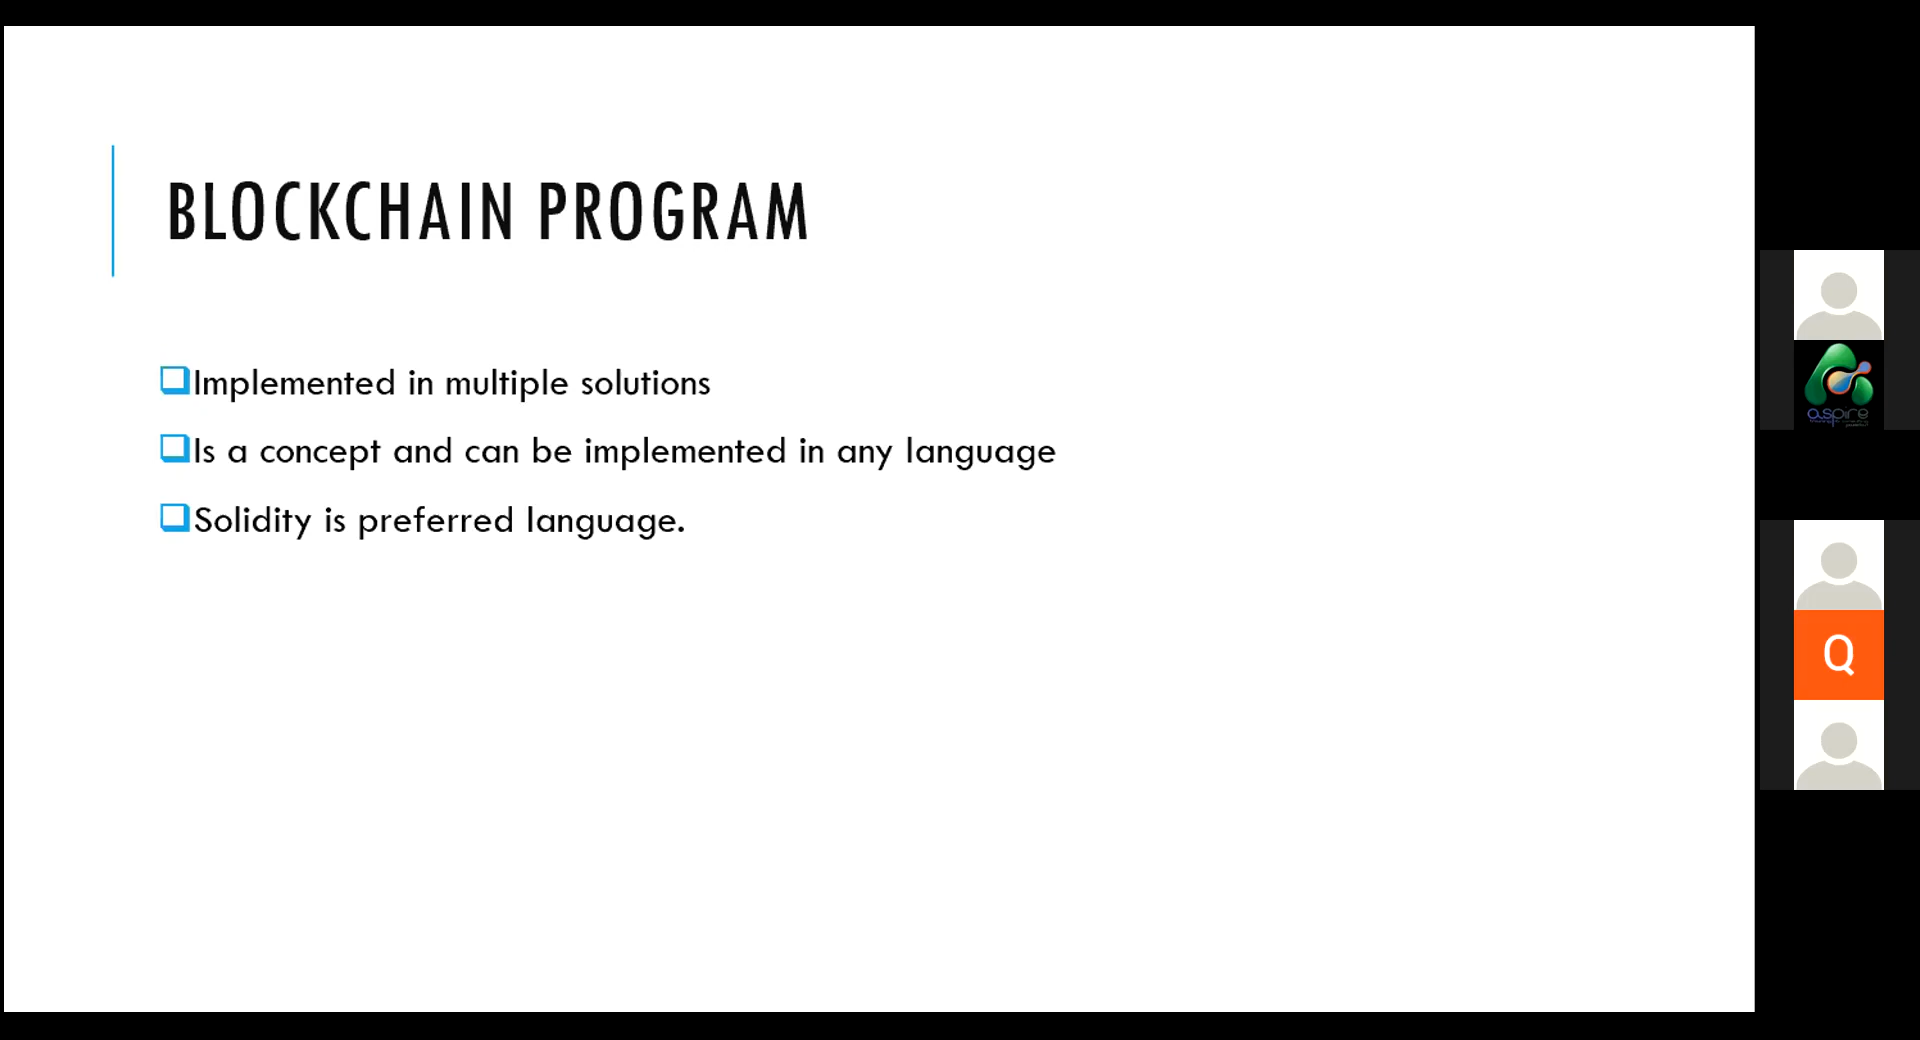 BLOCKCHAIN PROGRAM
Implemented in multiple solutions
Is a concept and can be implemented in any language
Solidity is preferred language.
aspire
Q